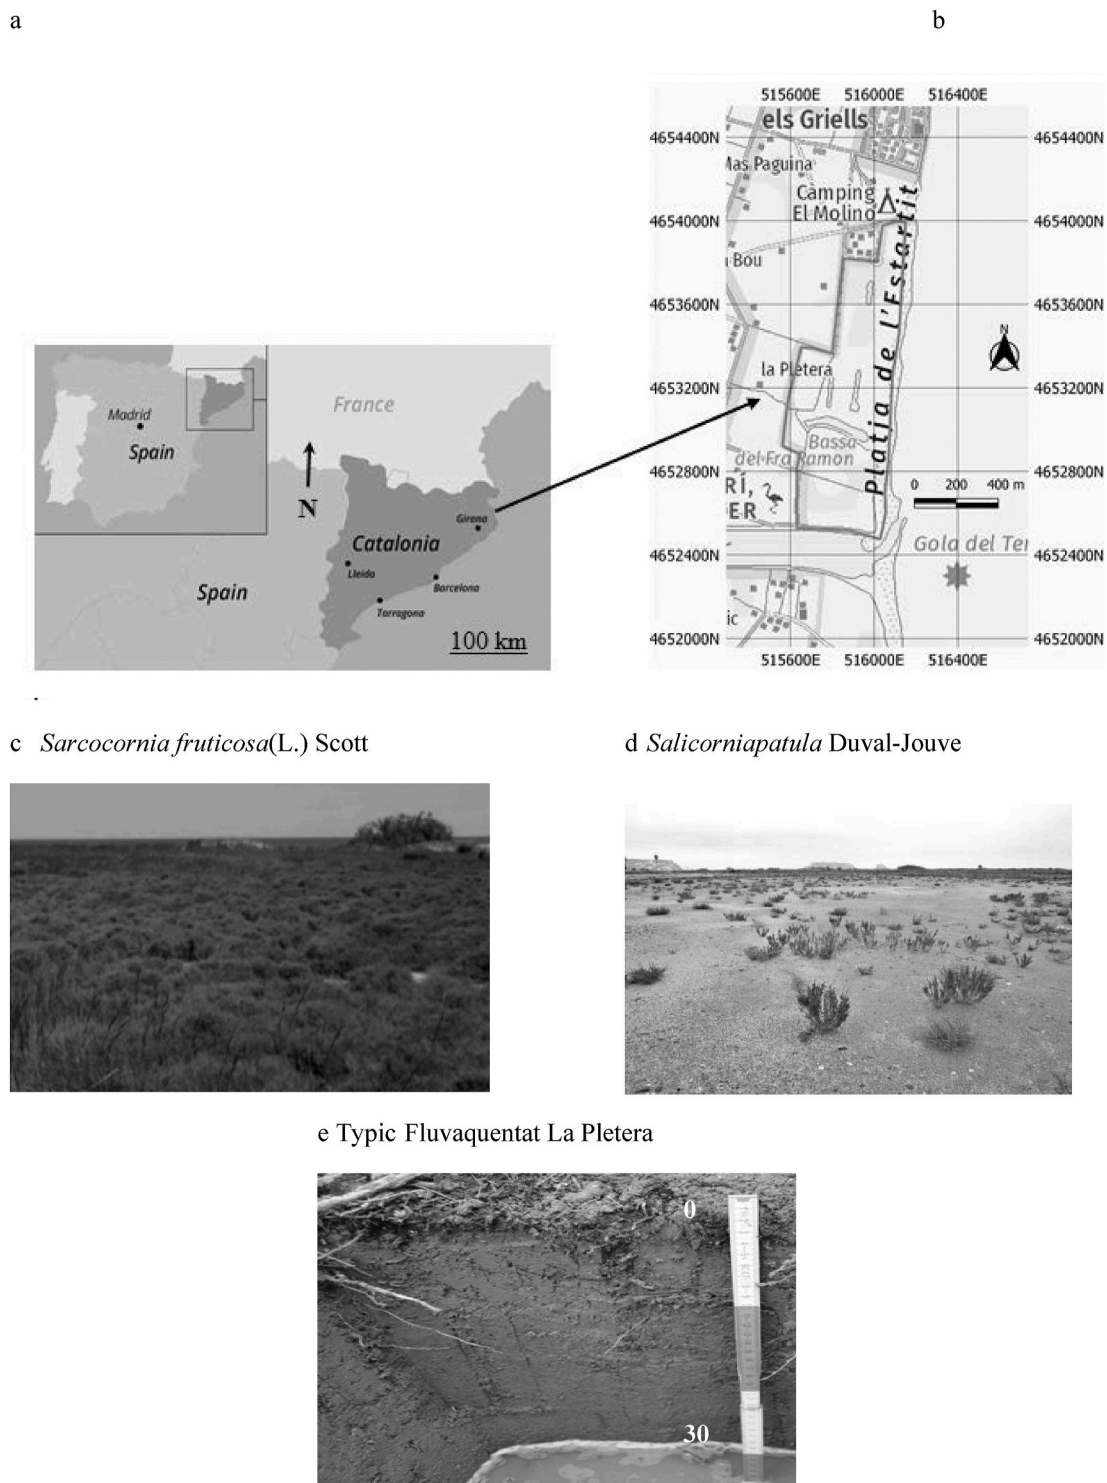 a
b
515600E 516000E 516400E
els Griells
4654400N 4654400N
Mas Paguina
Càmping
El Molino
4654000N 4654000N
Bou
4653600N 4653600N
Platja de l'Estartit
N
la Pletera
4653200N 4653200N
Bassa
del Fra Ramon
4652800N 4652800N
RÍ,
ER
0 200 400 m
Gola del Ter
4652400N 4652400N
ic
4652000N 4652000N
515600E 516000E 516400E
France
Madrid
Spain
N
Girona
Catalonia
Lleida
Barcelona
Spain
Tarragona
100 km
c Sarcocornia fruticosa(L.) Scott
d Salicorniapatula Duval-Jouve
e Typic Fluvaquentat La Pletera
0
30